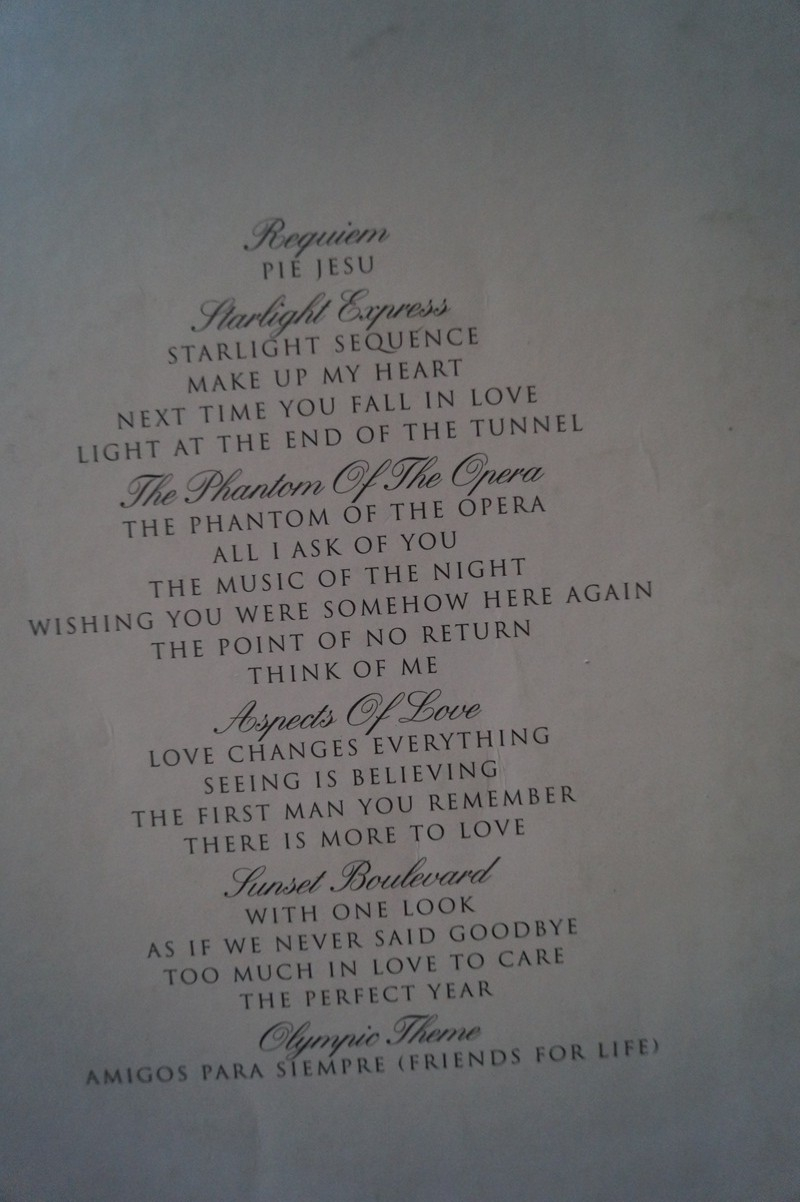 Requiem
PIE JESU
Starlight Express
STARLIGHT SEQUENCE
MAKE UP MY HEART
NEXT TIME YOU FALL IN LOVE
LIGHT AT THE END OF THE TUNNEL
The Phantom Of The Opera
THE PHANTOM OF THE OPERA
ALL I ASK OF YOU
THE MUSIC OF THE NIGHT
WISHING YOU WERE SOMEHOW HERE AGAIN
THE POINT OF NO RETURN
THINK OF ME
Aspects Of Love
LOVE CHANGES EVERYTHING
SEEING IS BELIEVING
THE FIRST MAN YOU REMEMBER
THERE IS MORE TO LOVE
Sunset Boulevard
WITH ONE LOOK
AS IF WE NEVER SAID GOODBYE
TOO MUCH IN LOVE TO CARE
THE PERFECT YEAR
Olympic Theme
AMIGOS PARA SIEMPRE (FRIENDS FOR LIFE)